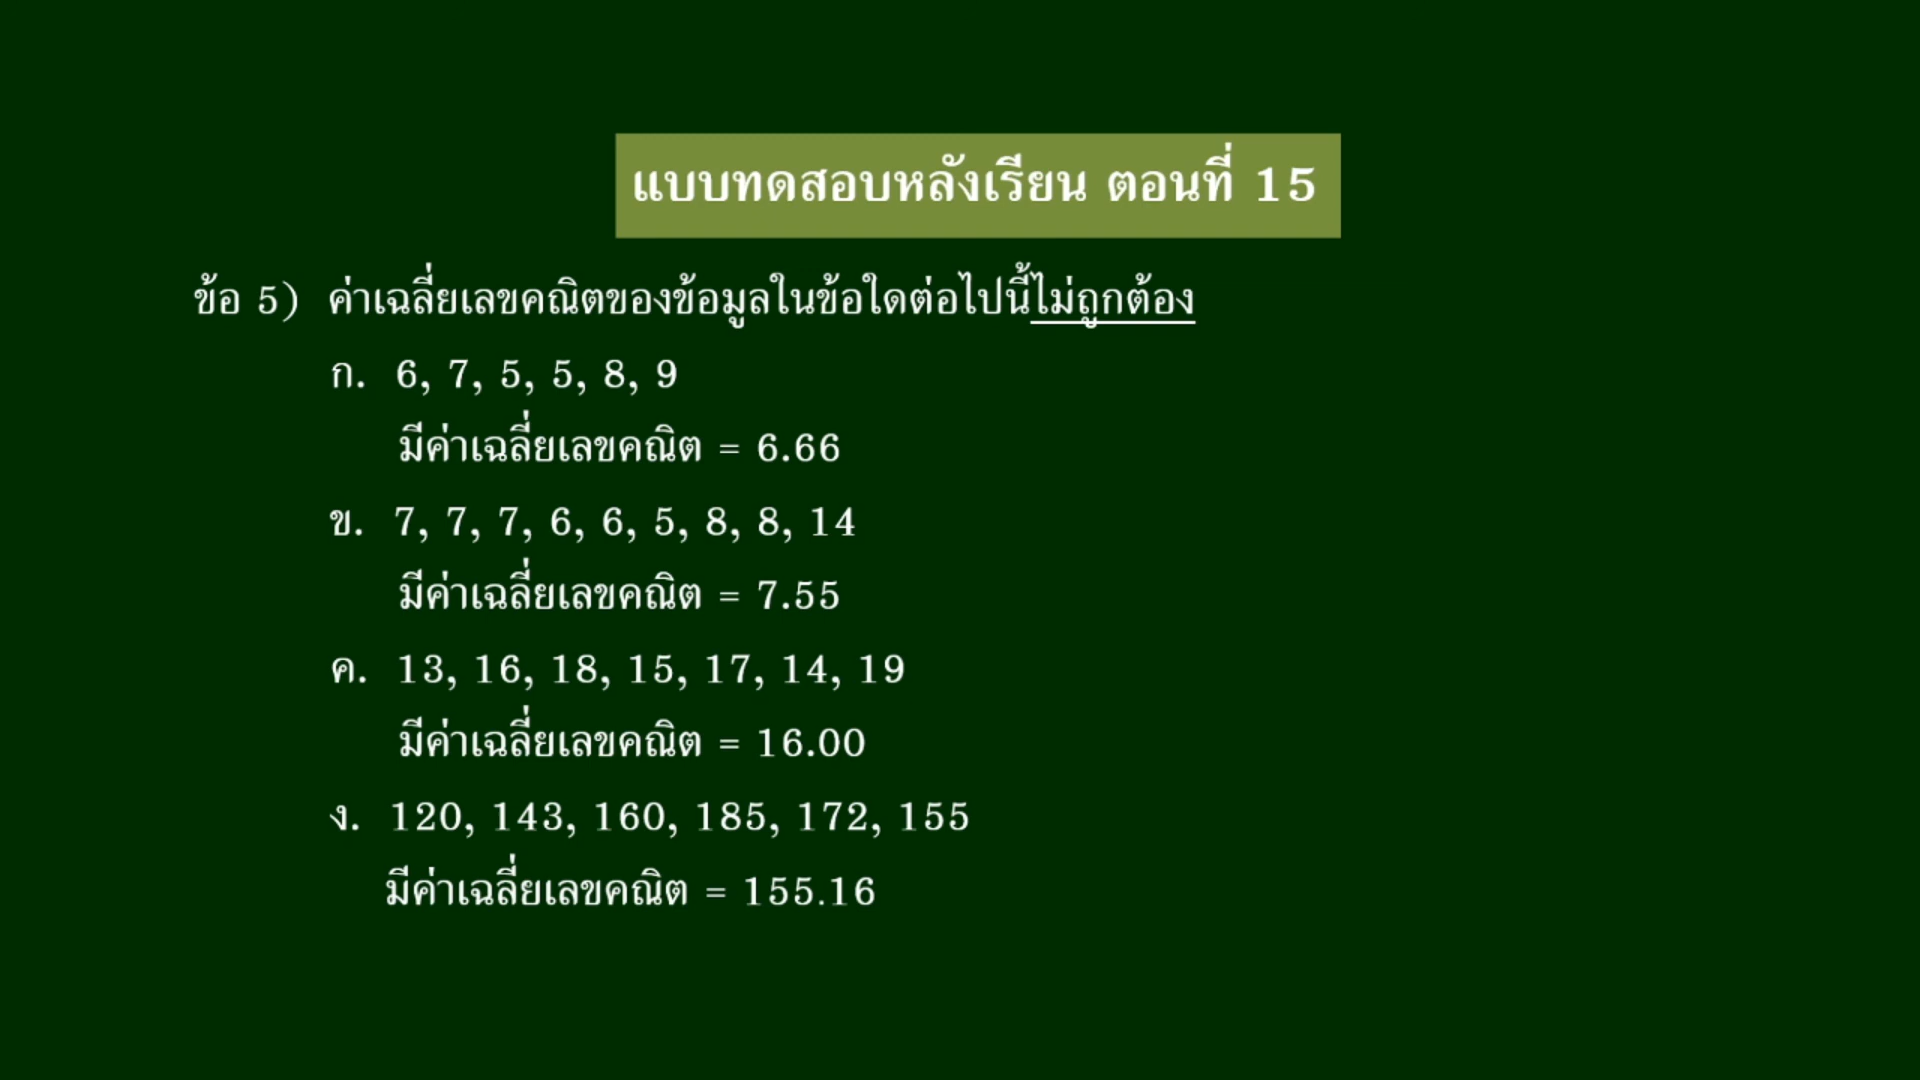 แบบทดสอบหลังเรียน ตอนที่ 15
ข้อ 5) ค่าเฉลี่ยเลขคณิตของข้อมูลในข้อใดต่อไปนี้ไม่ถูกต้อง
ก. 6, 7, 5, 5, 8, 9
มีค่าเฉลี่ยเลขคณิต = 6.66
ข. 7, 7, 7, 6, 6, 5, 8, 8, 14
มีค่าเฉลี่ยเลขคณิต = 7.55
ค. 13, 16, 18, 15, 17, 14, 19
มีค่าเฉลี่ยเลขคณิต = 16.00
ง. 120, 143, 160, 185, 172, 155
มีค่าเฉลี่ยเลขคณิต = 155.16